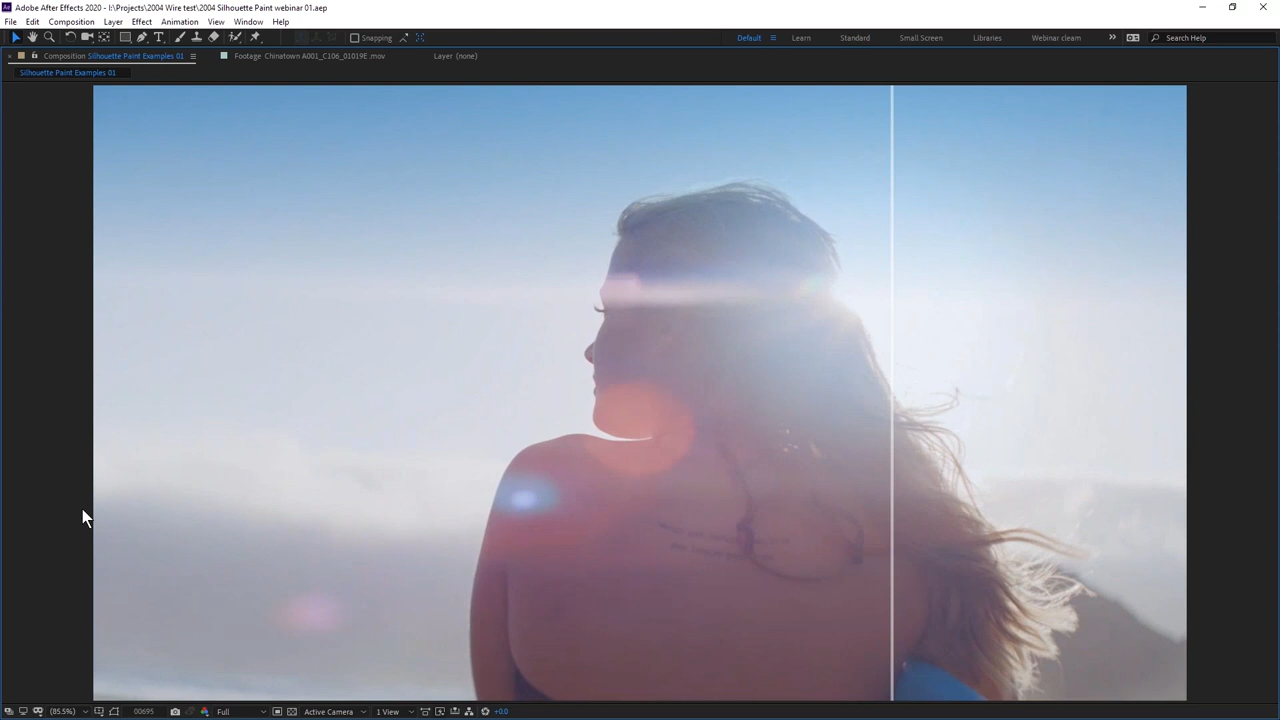 Adobe After Effects 2020 - I:\Projects\2004 Wire test\2004 Silhouette Paint webinar 01.aep
File Edit Composition Layer Effect Animation View Window Help
Snapping Default Learn Standard Small Screen Libraries Webinar clean Search Help
Composition Silhouette Paint Examples 01 Footage Chinatown A001_C106_01019E .mov Layer (none)
Silhouette Paint Examples 01
(85.5%) 00695 Full Active Camera 1 View +0.0